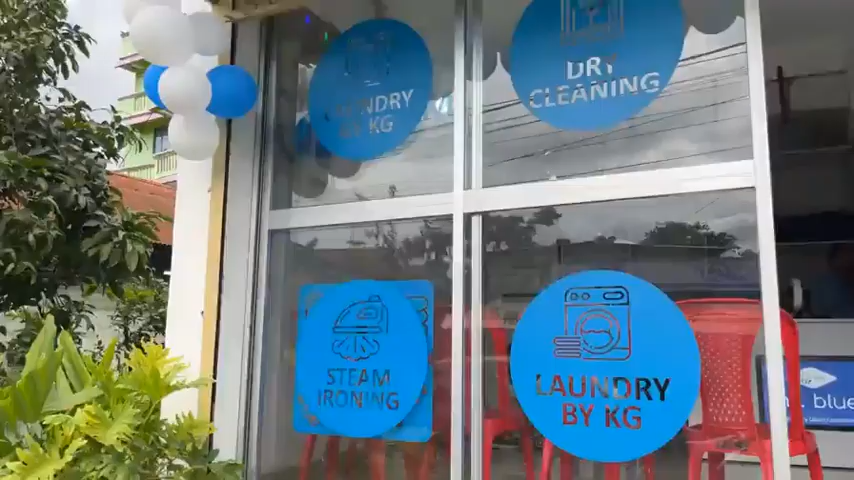 LAUNDRY
BY KG
DRY
CLEANING
STEAM
IRONING
LAUNDRY
BY KG
blue